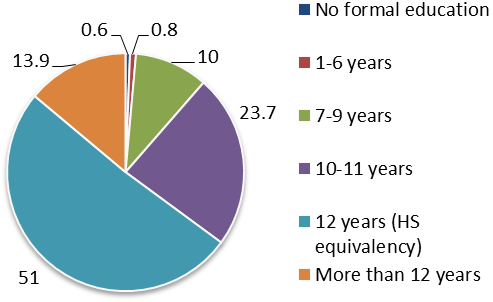 No formal education
0.6
0.8
1-6 years
13.9
10
7-9 years
23.7
10-11 years
12 years (HS
equivalency)
51
More than 12 years